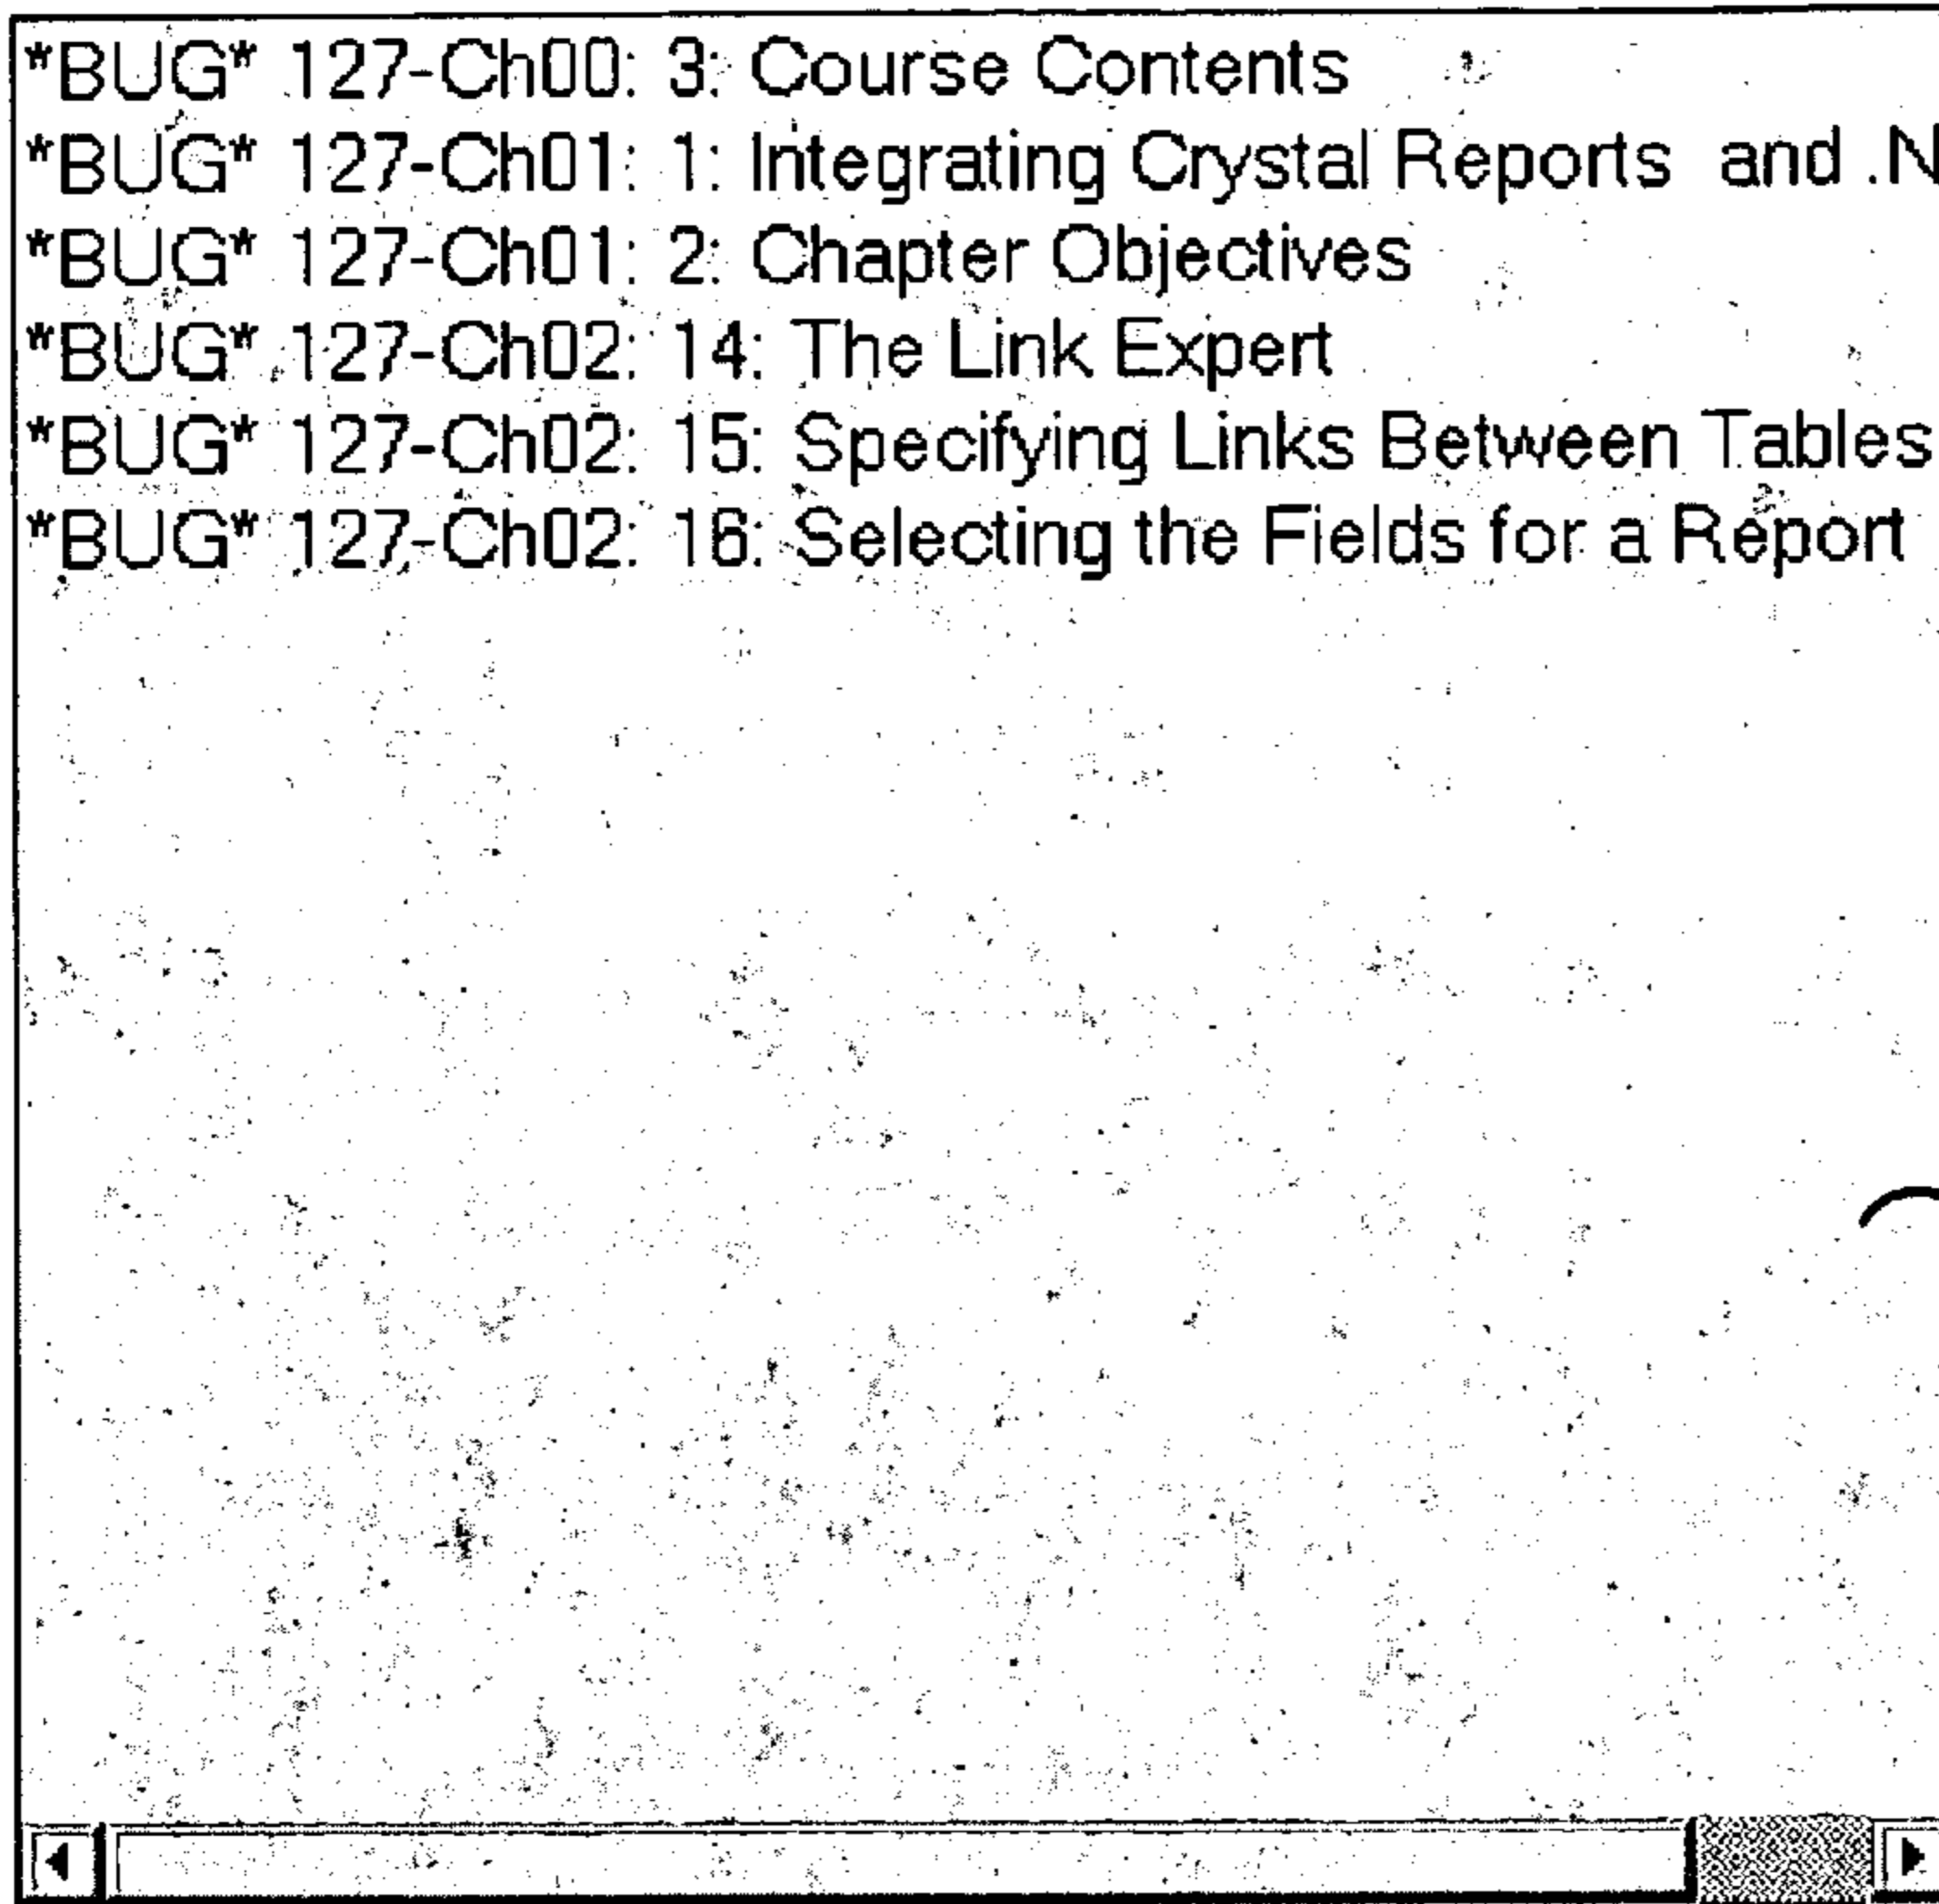 *BUG* 127-Ch00: 3: Course Contents
*BUG* 127-Ch01: 1: Integrating Crystal Reports  and .N
*BUG* 127-Ch01: 2: Chapter Objectives
*BUG* 127-Ch02: 14: The Link Expert
*BUG* 127-Ch02: 15: Specifying Links Between Tables
*BUG* 127-Ch02: 16: Selecting the Fields for a Report